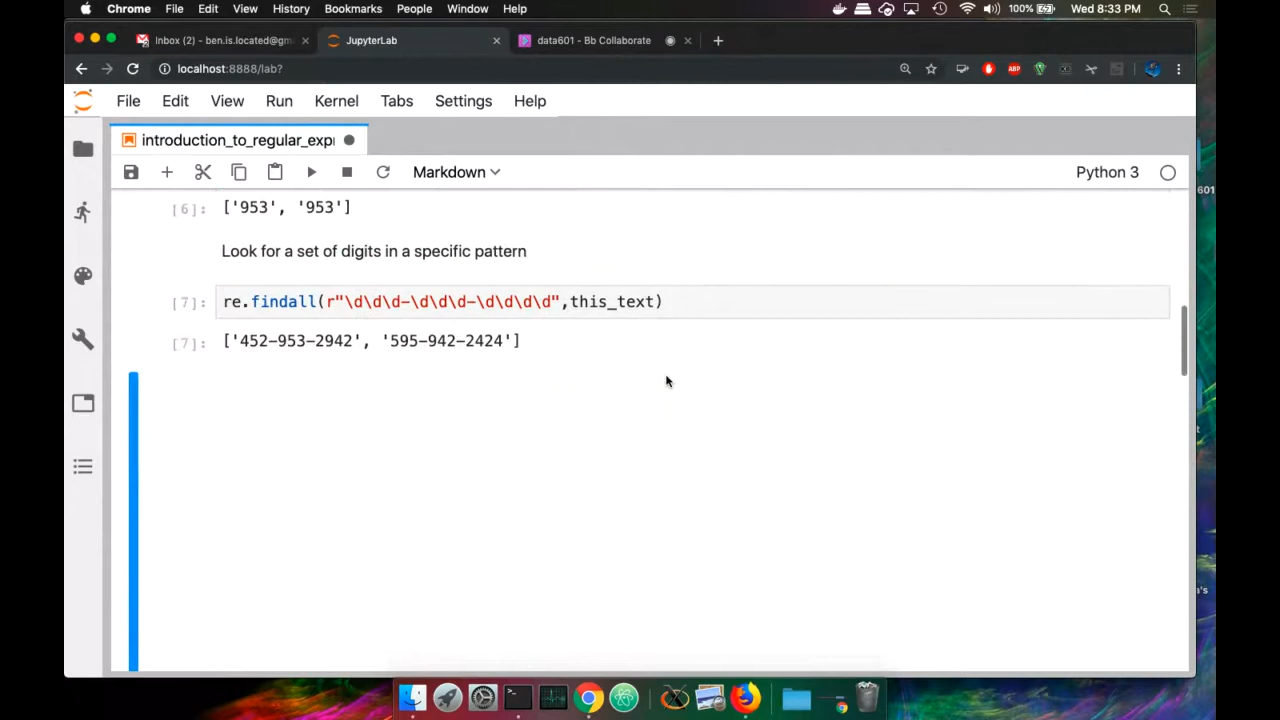 Chrome File Edit View History Bookmarks People Window Help 100% Wed 8:33 PM
Inbox (2) - ben.is.located@gm JupyterLab data601 - Bb Collaborate
localhost:8888/lab?
File Edit View Run Kernel Tabs Settings Help
introduction_to_regular_exp
Markdown Python 3
601
[6]: ['953', '953']
Look for a set of digits in a specific pattern
[7]: re.findall(r"\d\d\d-\d\d\d-\d\d\d\d",this_text)
[7]: ['452-953-2942', '595-942-2424']